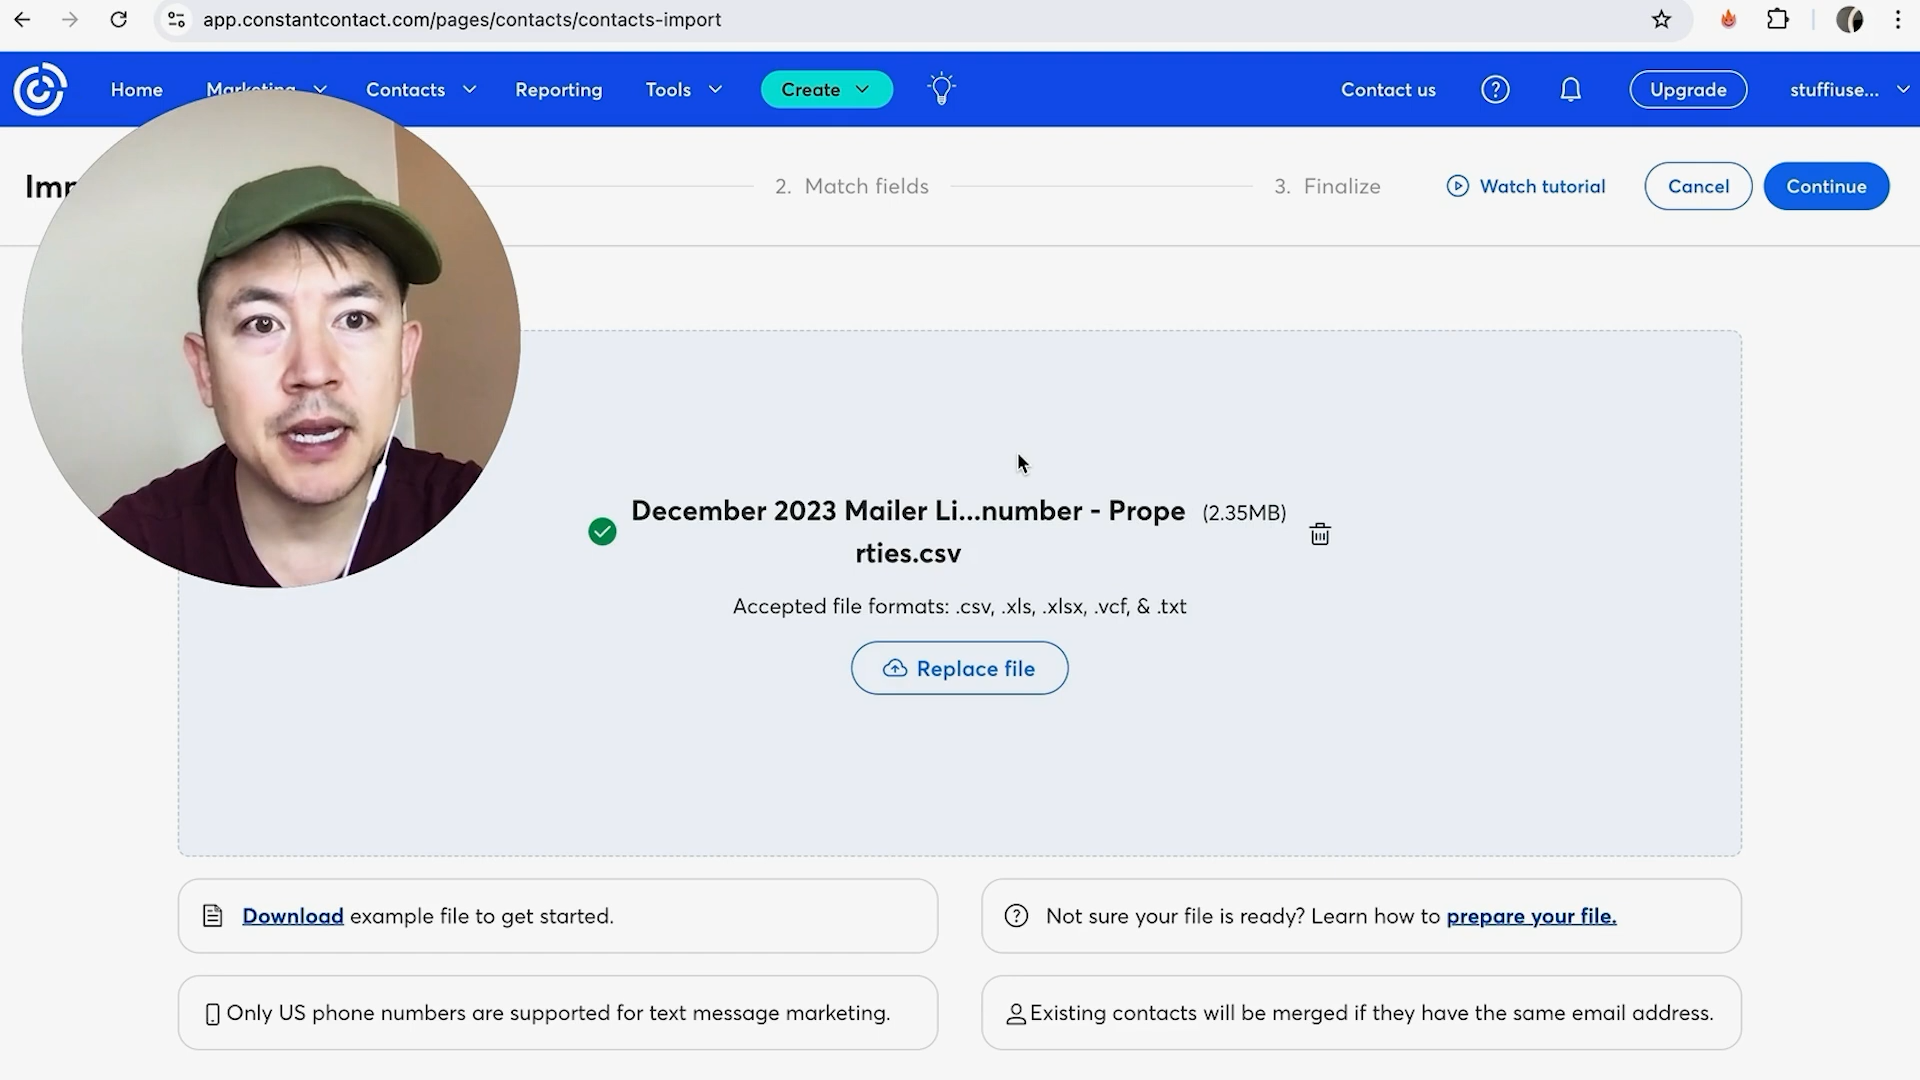 app.constantcontact.com/pages/contacts/contacts-import
Home
Marketing
Contacts
Reporting
Tools
Create
Contact us
Upgrade
stuffiuse...
2. Match fields
3. Finalize
Watch tutorial
Cancel
Continue
December 2023 Mailer Li...number - Prope
rties.csv
(2.35MB)
Accepted file formats: .csv, .xls, .xlsx, .vcf, & .txt
Replace file
Download example file to get started.
Not sure your file is ready? Learn how to prepare your file.
Only US phone numbers are supported for text message marketing.
Existing contacts will be merged if they have the same email address.